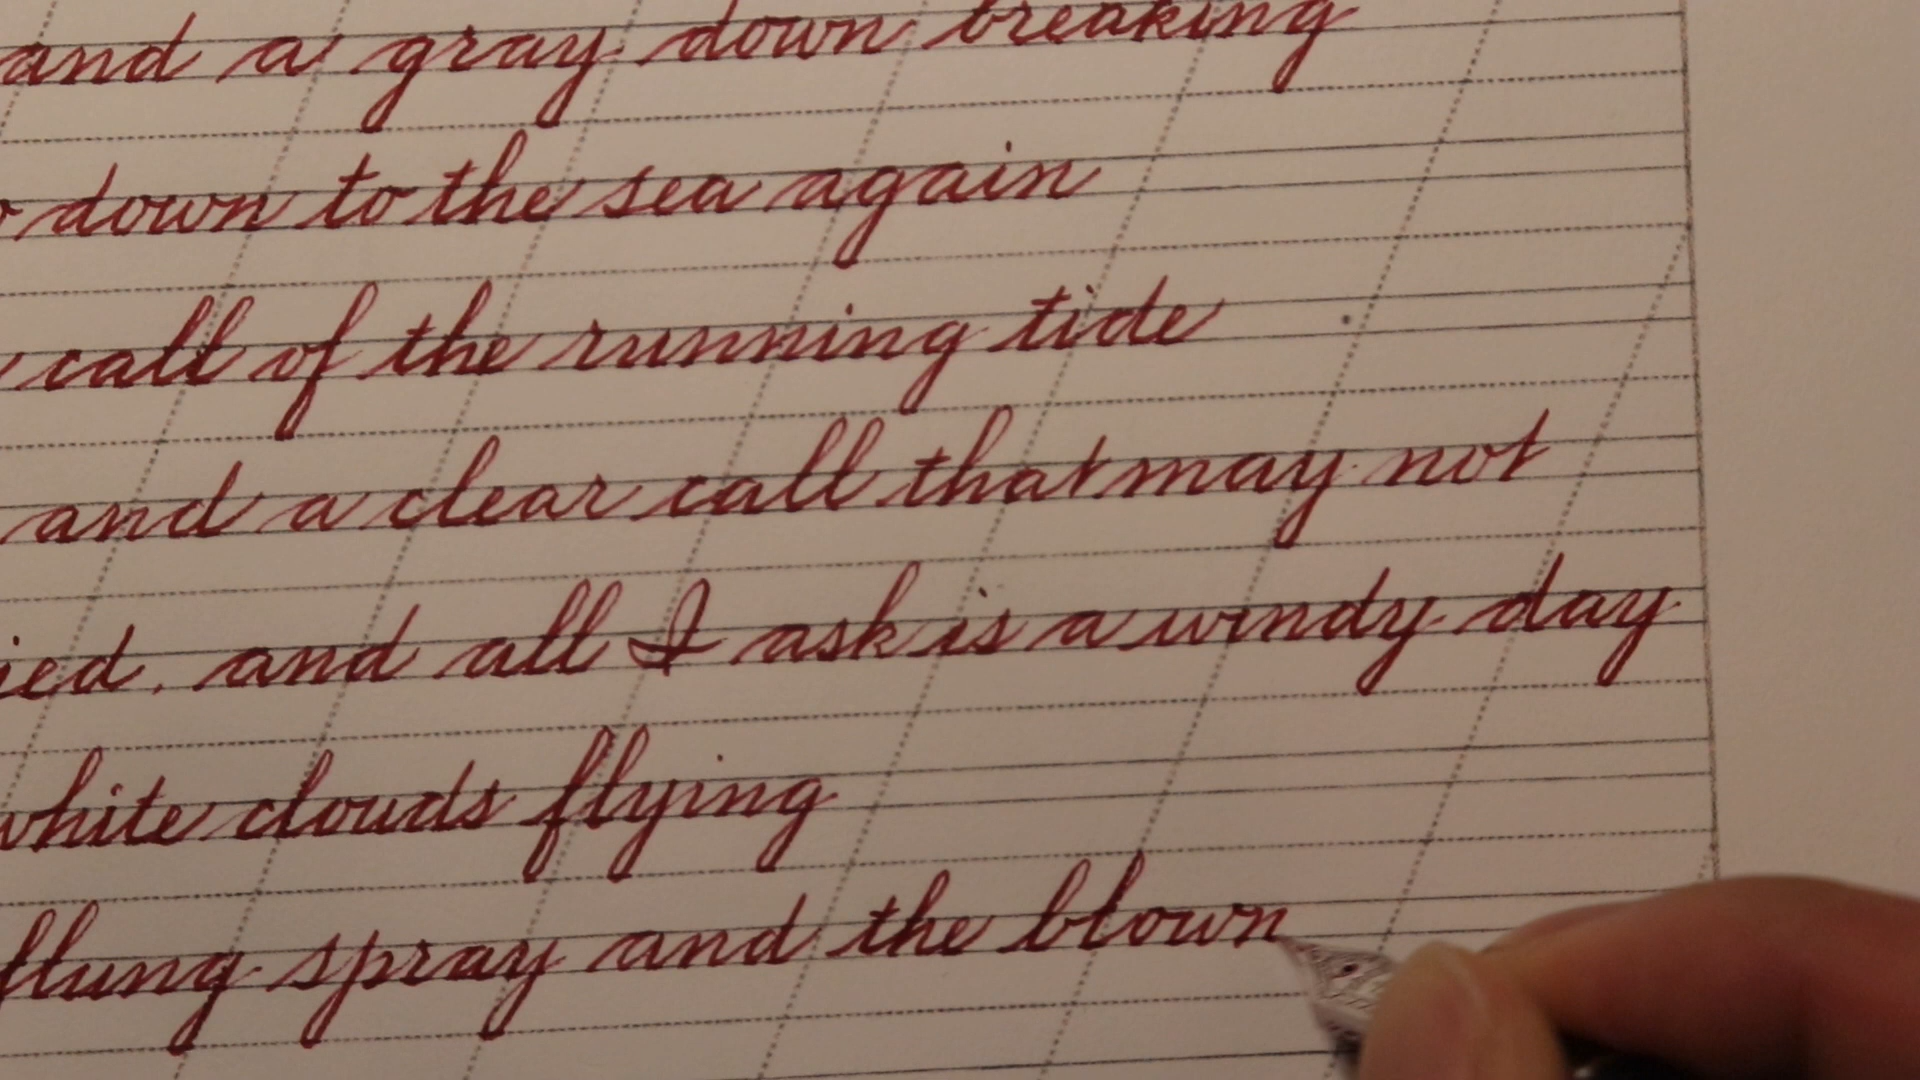 and a gray down breaking
down to the sea again
call of the running tide
and a clear call that may not
ied. and all I ask is a windy day
white clouds flying
flung spray and the blown